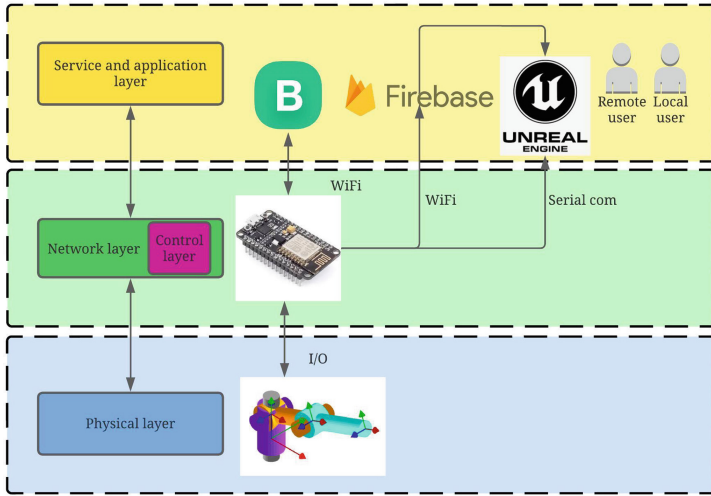 Service and application
layer
B
Firebase
UNREAL
ENGINE
Remote
user
Local
user
WiFi
WiFi
Serial com
Network layer
Control
layer
I/O
Physical layer